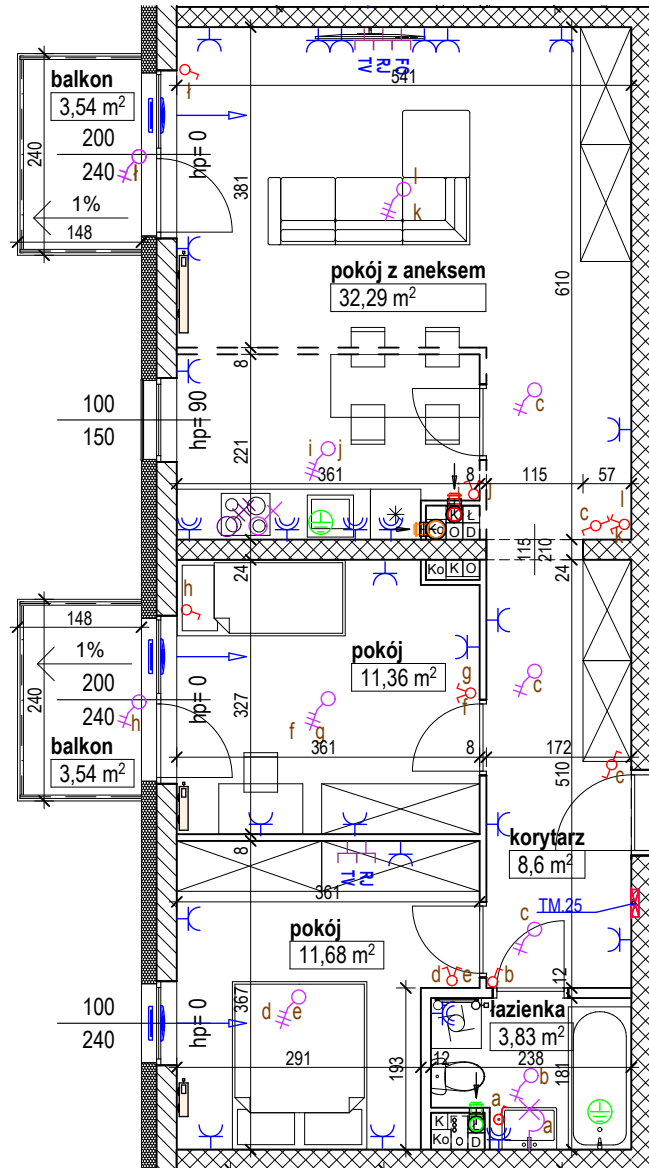 ł
FO
RJ
TV
541
balkon
3,54 m²
200
240
240
ł
hp= 0
1%
148
381
l
k
pokój z aneksem
32,29 m²
610
8
100
150
hp= 90
c
221
i j
361
8
115
57
i j
c
l
k
K Ł
Ko O D
115
210
24
24
Ko K O
h
148
1%
200
240
240
h
hp= 0
balkon
3,54 m²
pokój
11,36 m²
g
f
c
327
f g
361
8
172
510
c
korytarz
8,6 m²
8
RJ
TV
361
TM.25
c
pokój
11,68 m²
d e
b
12
100
240
hp= 0
367
d e
łazienka
3,83 m²
291
193
12
238
181
b
a
a
K Ł
Ko O D